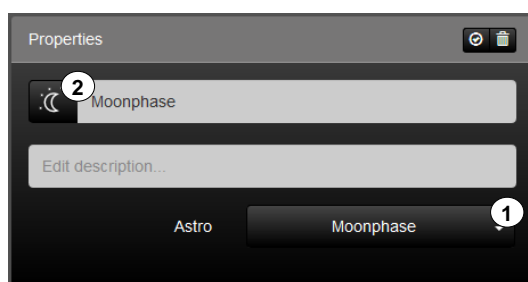 Properties
2
Moonphase
Edit description...
1
Astro Moonphase